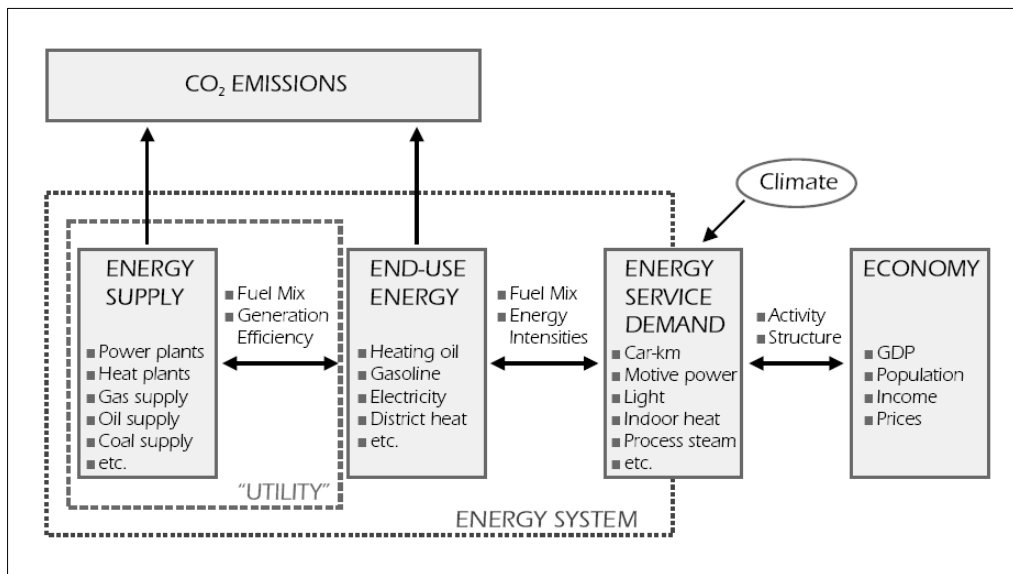 CO₂ EMISSIONS
Climate
ENERGY
SUPPLY
■ Power plants
■ Heat plants
■ Gas supply
■ Oil supply
■ Coal supply
■ etc.
■ Fuel Mix
■ Generation
Efficiency
END-USE
ENERGY
■ Heating oil
■ Gasoline
■ Electricity
■ District heat
■ etc.
■ Fuel Mix
■ Energy
Intensities
ENERGY
SERVICE
DEMAND
■ Car-km
■ Motive power
■ Light
■ Indoor heat
■ Process steam
■ etc.
■ Activity
■ Structure
ECONOMY
■ GDP
■ Population
■ Income
■ Prices
"UTILITY"
ENERGY SYSTEM